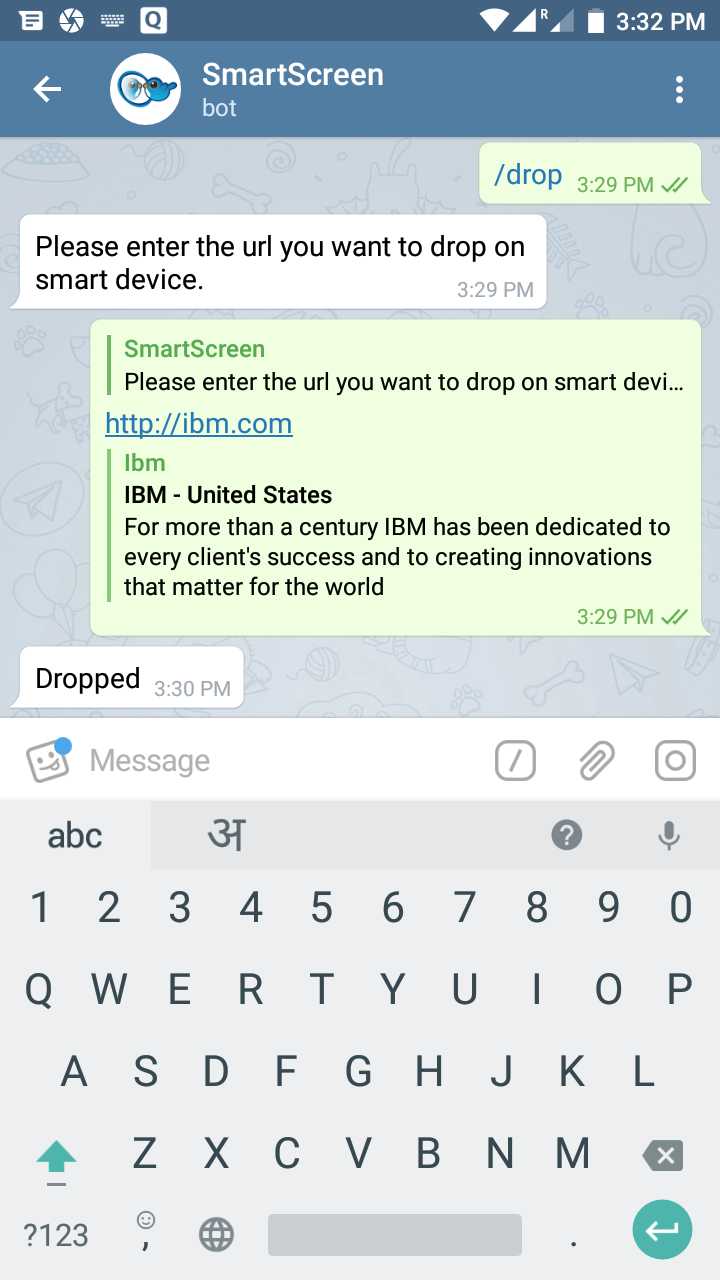 Q R 3:32 PM
SmartScreen
bot
/drop 3:29 PM
Please enter the url you want to drop on
smart device.
3:29 PM
SmartScreen
Please enter the url you want to drop on smart devi...
http://ibm.com
Ibm
IBM - United States
For more than a century IBM has been dedicated to
every client's success and to creating innovations
that matter for the world
3:29 PM
Dropped 3:30 PM
Message /
abc अ ?
1 2 3 4 5 6 7 8 9 0
Q W E R T Y U I O P
A S D F G H J K L
Z X C V B N M
?123 , .